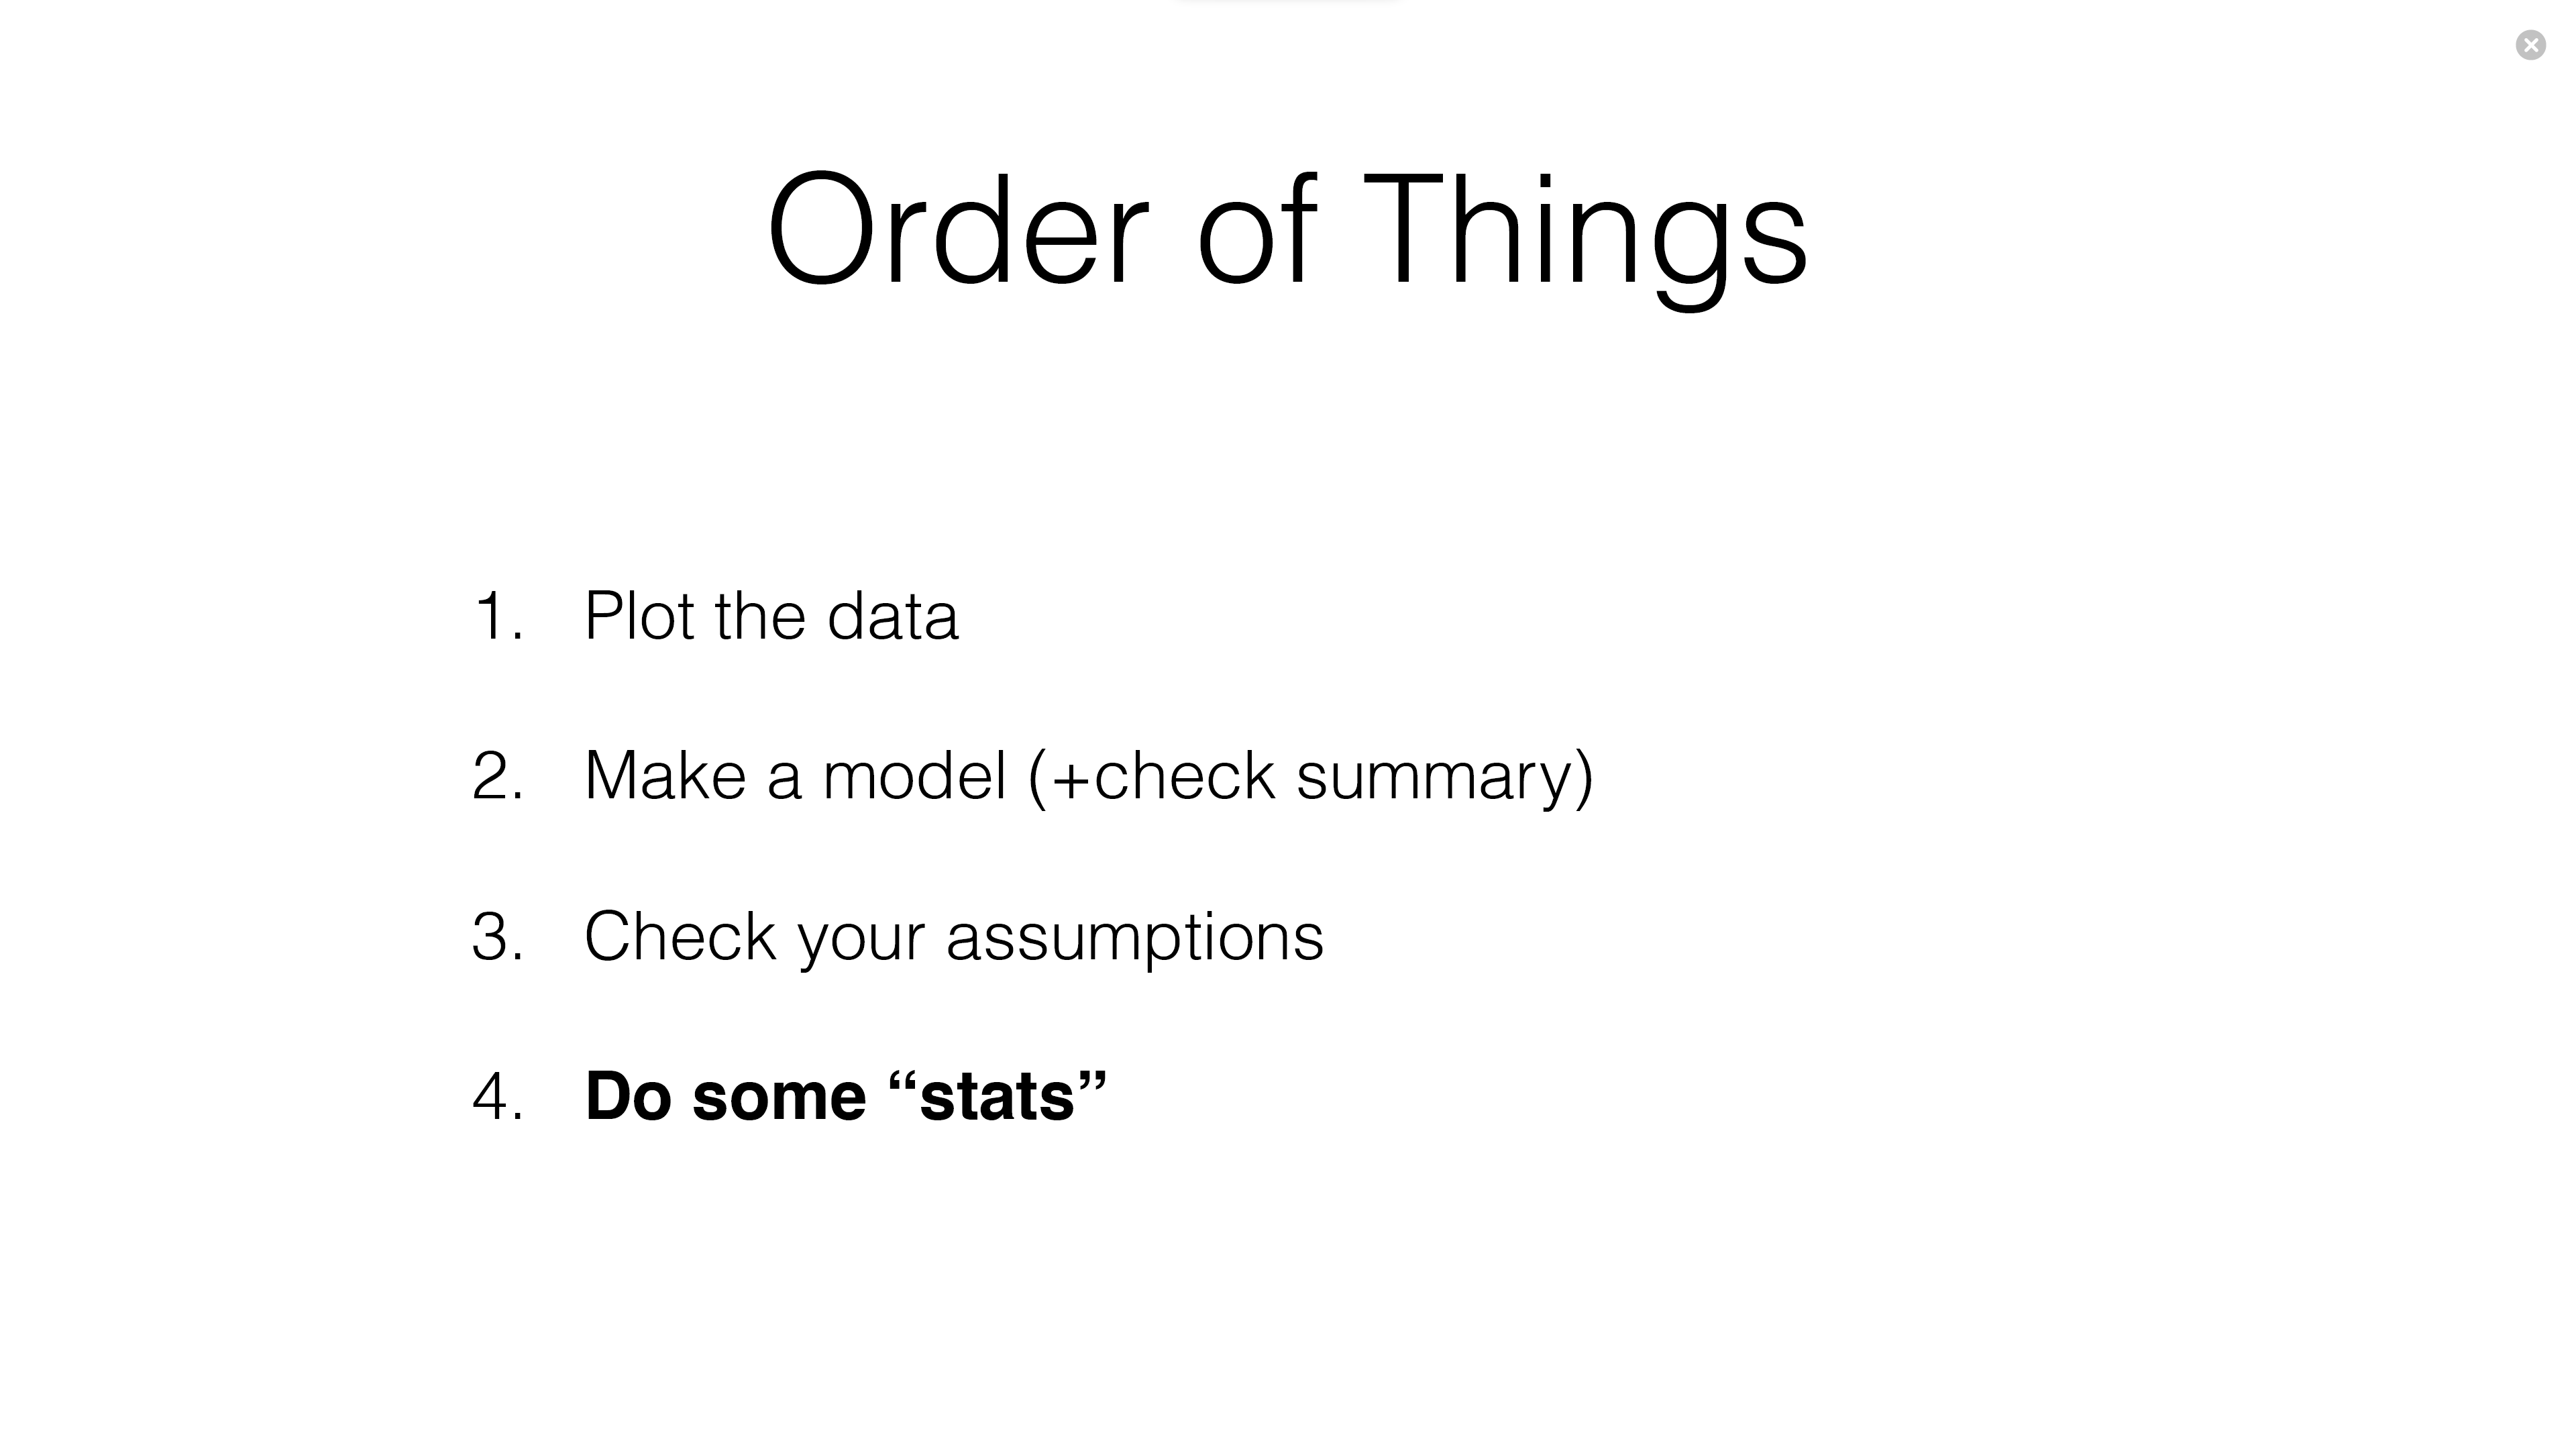 Order of Things
1. Plot the data
2. Make a model (+check summary)
3. Check your assumptions
4. Do some “stats”